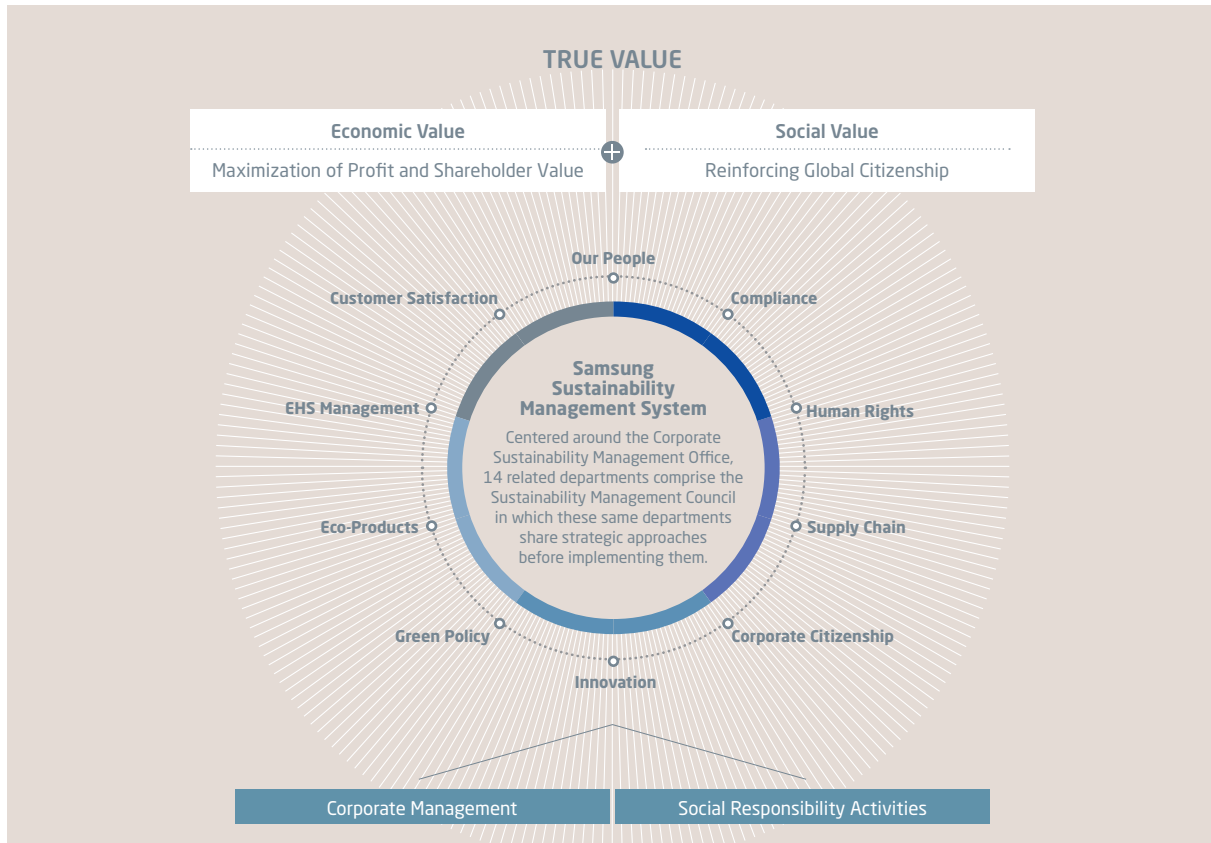 TRUE VALUE
Economic Value
Maximization of Profit and Shareholder Value
Social Value
Reinforcing Global Citizenship
Our People
Customer Satisfaction
Compliance
EHS Management
Human Rights
Samsung
Sustainability
Management System
Centered around the Corporate
Sustainability Management Office,
14 related departments comprise the
Sustainability Management Council
in which these same departments
share strategic approaches
before implementing them.
Eco-Products
Supply Chain
Green Policy
Corporate Citizenship
Innovation
Corporate Management
Social Responsibility Activities